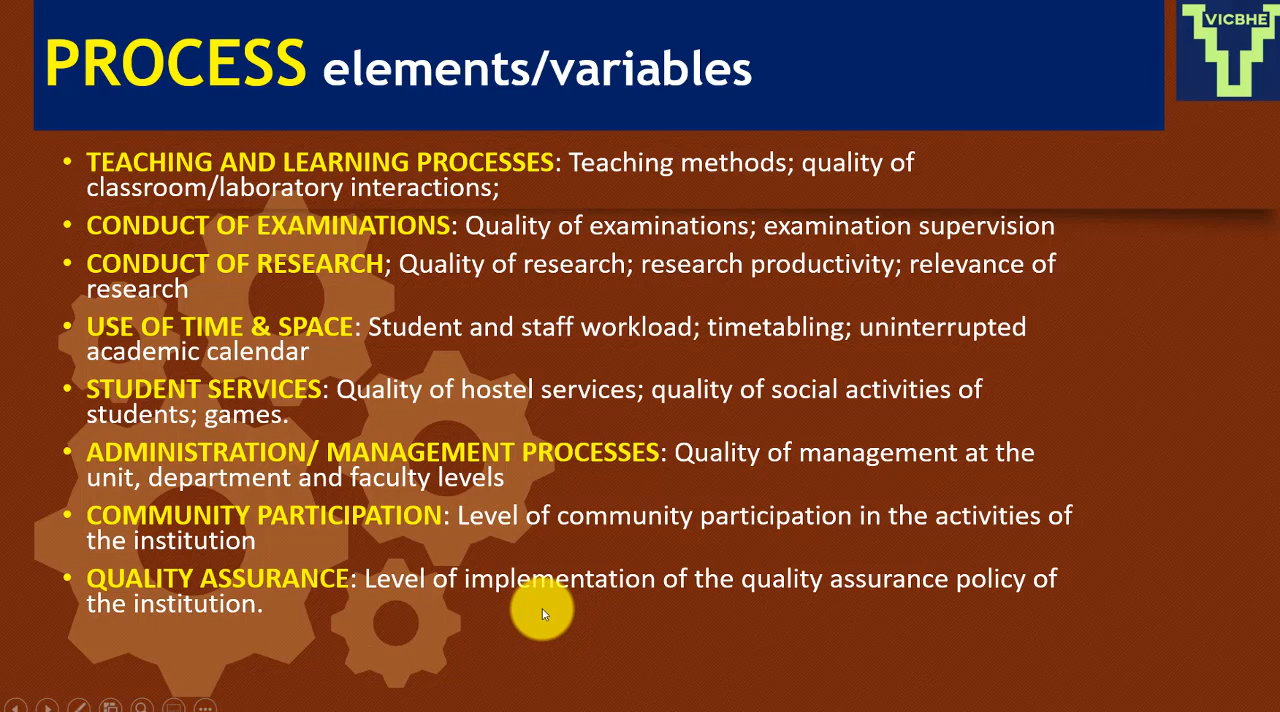 PROCESS elements/variables
VICBHE
• TEACHING AND LEARNING PROCESSES: Teaching methods; quality of
classroom/laboratory interactions;
• CONDUCT OF EXAMINATIONS: Quality of examinations; examination supervision
• CONDUCT OF RESEARCH; Quality of research; research productivity; relevance of
research
• USE OF TIME & SPACE: Student and staff workload; timetabling; uninterrupted
academic calendar
• STUDENT SERVICES: Quality of hostel services; quality of social activities of
students; games.
• ADMINISTRATION/ MANAGEMENT PROCESSES: Quality of management at the
unit, department and faculty levels
• COMMUNITY PARTICIPATION: Level of community participation in the activities of
the institution
• QUALITY ASSURANCE: Level of implementation of the quality assurance policy of
the institution.